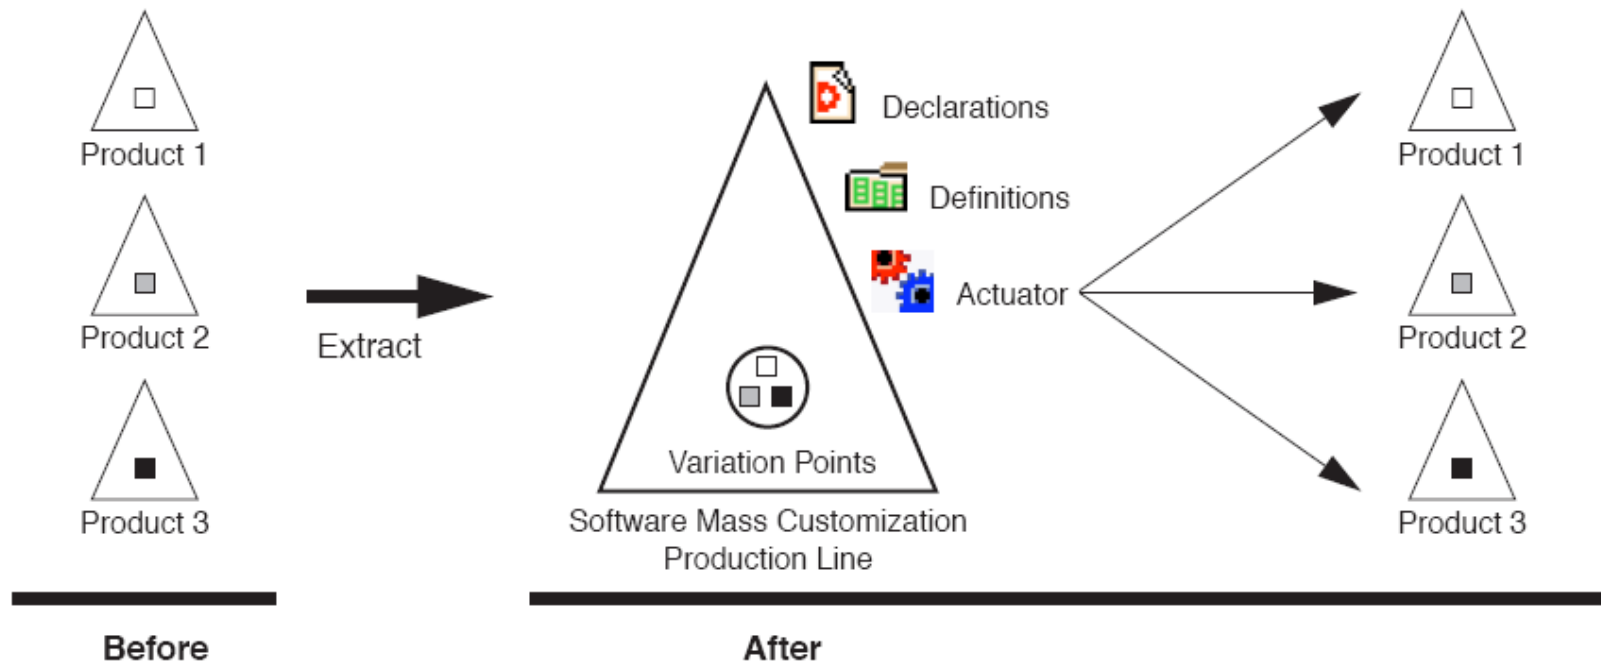 Product 1
Product 2
Product 3
Extract
Declarations
Definitions
Actuator
Variation Points
Software Mass Customization
Production Line
Product 1
Product 2
Product 3
Before
After